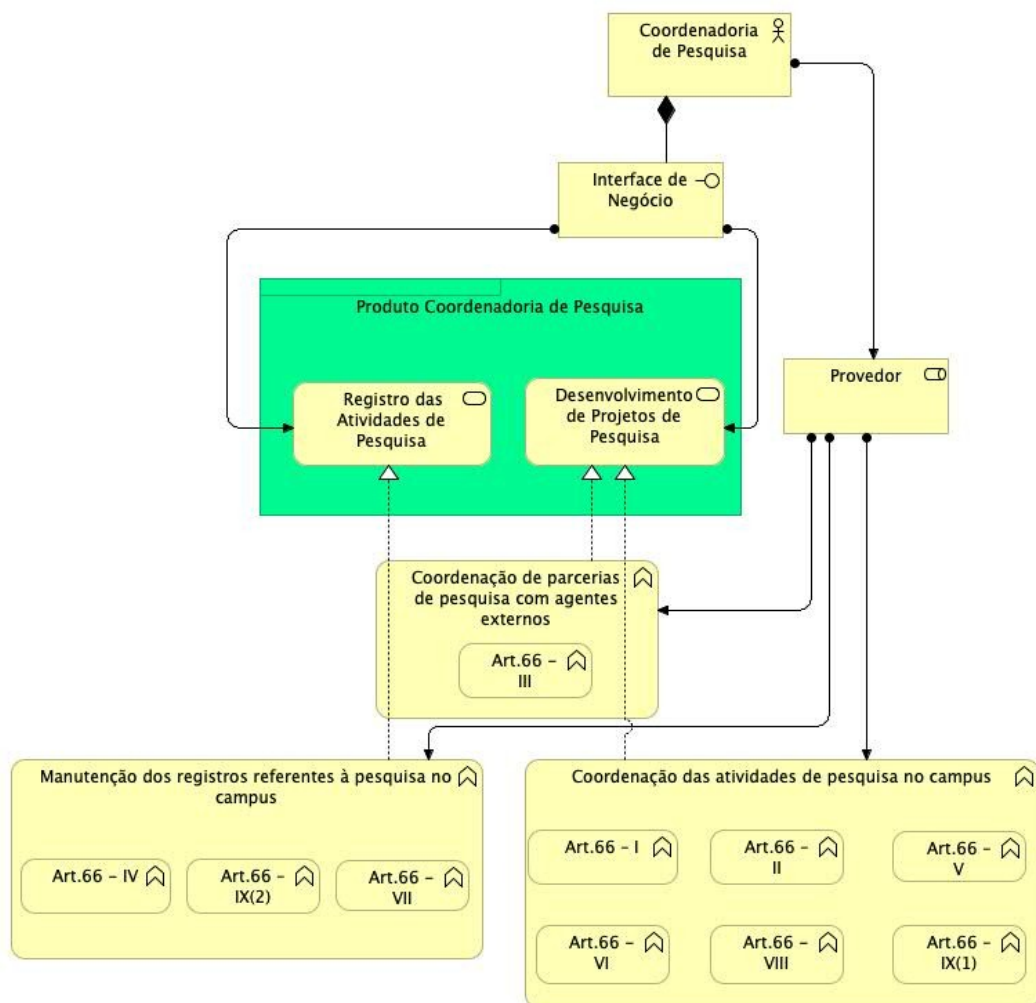 Coordenadoria
de Pesquisa
Interface de
Negócio
Produto Coordenadoria de Pesquisa
Provedor
Registro das
Atividades de
Pesquisa
Desenvolvimento
de Projetos de
Pesquisa
Coordenação de parcerias
de pesquisa com agentes
externos
Art.66 -
III
Manutenção dos registros referentes à pesquisa no
campus
Art.66 - IV
Art.66 -
IX(2)
Art.66 -
VII
Coordenação das atividades de pesquisa no campus
Art.66 - I
Art.66 -
II
Art.66 -
V
Art.66 -
VI
Art.66 -
VIII
Art.66 -
IX(1)